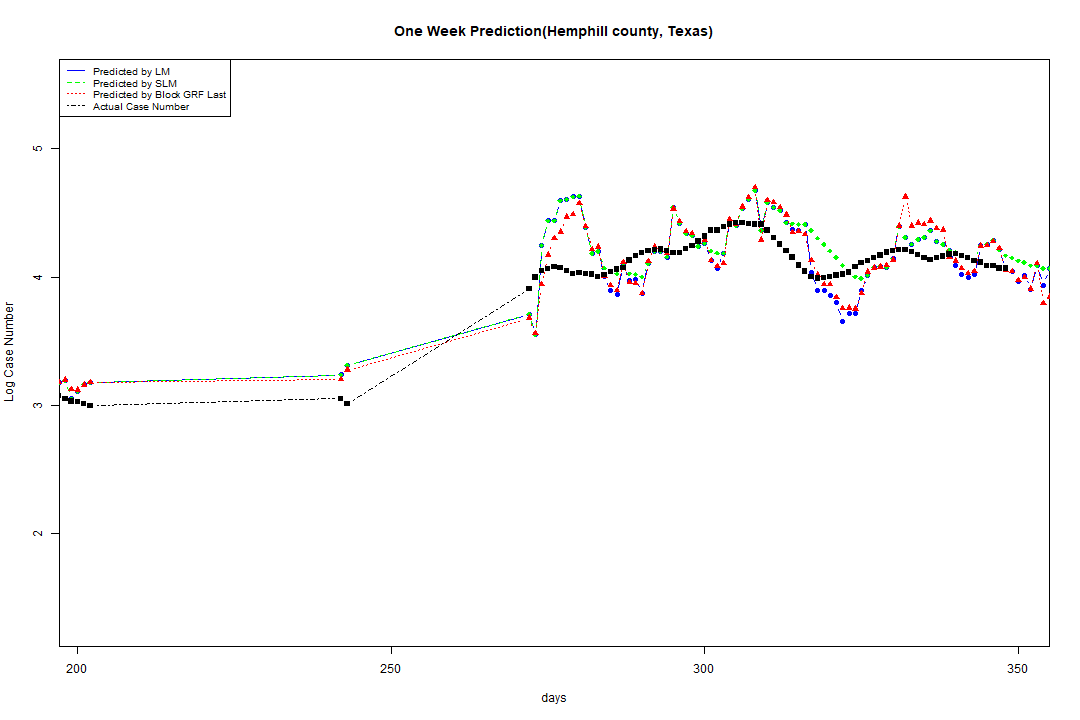 One Week Prediction(Hemphill county, Texas)
Predicted by LM
Predicted by SLM
Predicted by Block GRF Last
Actual Case Number
5
4
3
2
Log Case Number
200 250 300 350
days